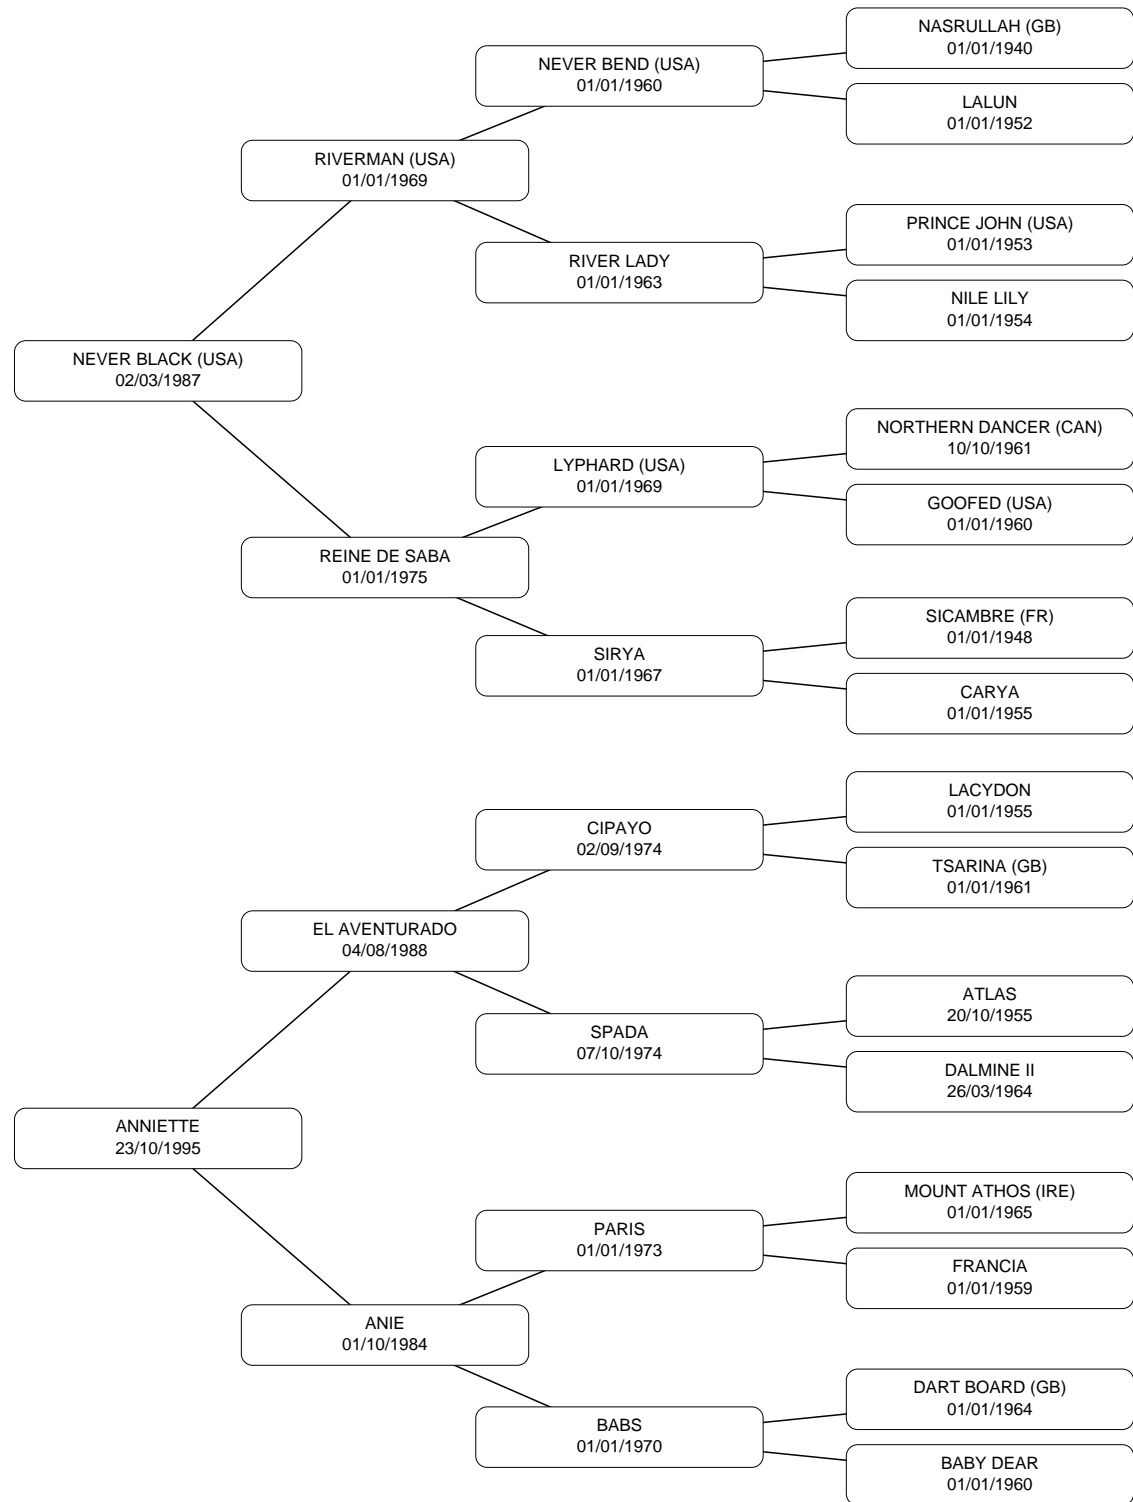 NASRULLAH (GB)
01/01/1940
NEVER BEND (USA)
01/01/1960
LALUN
01/01/1952
RIVERMAN (USA)
01/01/1969
PRINCE JOHN (USA)
01/01/1953
RIVER LADY
01/01/1963
NILE LILY
01/01/1954
NEVER BLACK (USA)
02/03/1987
NORTHERN DANCER (CAN)
10/10/1961
LYPHARD (USA)
01/01/1969
GOOFED (USA)
01/01/1960
REINE DE SABA
01/01/1975
SICAMBRE (FR)
01/01/1948
SIRYA
01/01/1967
CARYA
01/01/1955
LACYDON
01/01/1955
CIPAYO
02/09/1974
TSARINA (GB)
01/01/1961
EL AVENTURADO
04/08/1988
ATLAS
20/10/1955
SPADA
07/10/1974
DALMINE II
26/03/1964
ANNIETTE
23/10/1995
MOUNT ATHOS (IRE)
01/01/1965
PARIS
01/01/1973
FRANCIA
01/01/1959
ANIE
01/10/1984
DART BOARD (GB)
01/01/1964
BABS
01/01/1970
BABY DEAR
01/01/1960